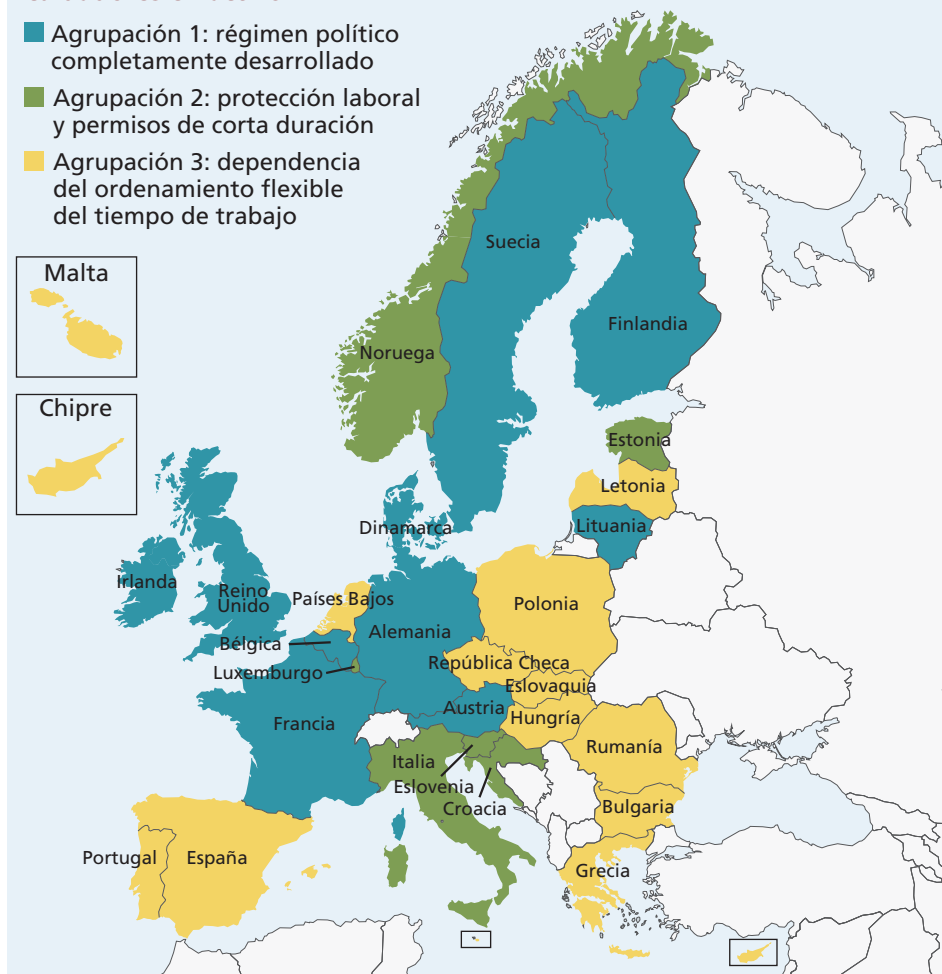 Agrupación 1: régimen político
completamente desarrollado
Agrupación 2: protección laboral
y permisos de corta duración
Agrupación 3: dependencia
del ordenamiento flexible
del tiempo de trabajo
Malta
Chipre
Suecia
Finlandia
Noruega
Estonia
Letonia
Lituania
Dinamarca
Irlanda
Reino
Unido
Países Bajos
Polonia
Alemania
Bélgica
República Checa
Luxemburgo
Eslovaquia
Austria
Hungría
Francia
Rumanía
Italia
Eslovenia
Croacia
Bulgaria
Portugal
España
Grecia